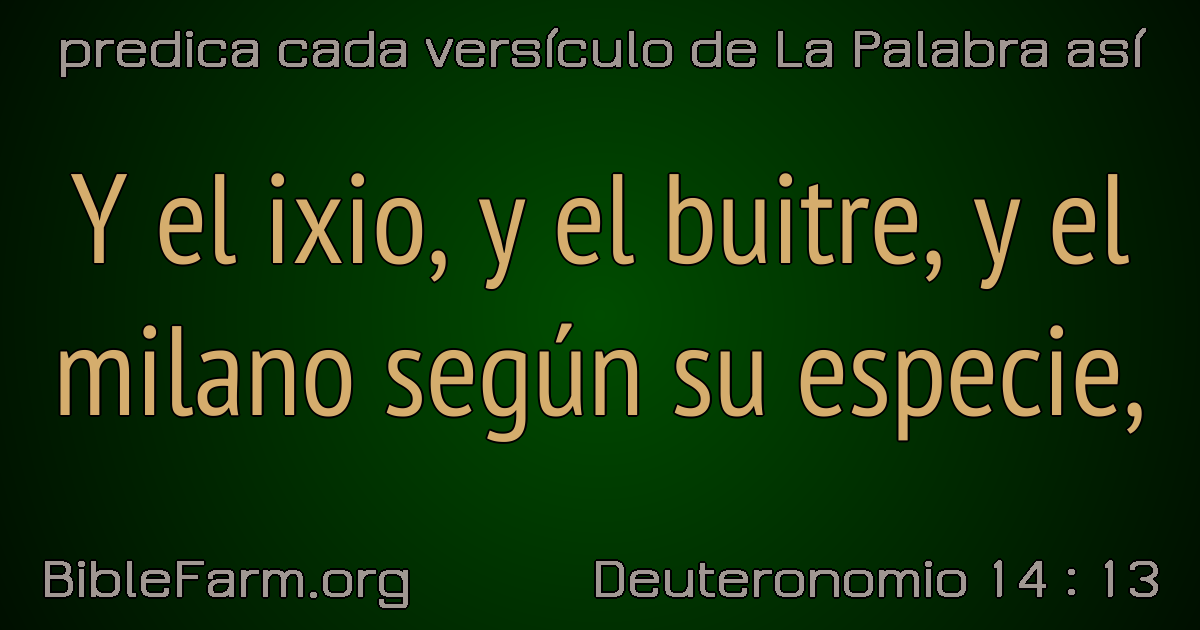 predica cada versículo de La Palabra así
Y el ixio, y el buitre, y el
milano según su especie,
BibleFarm.org
Deuteronomio 14 : 13